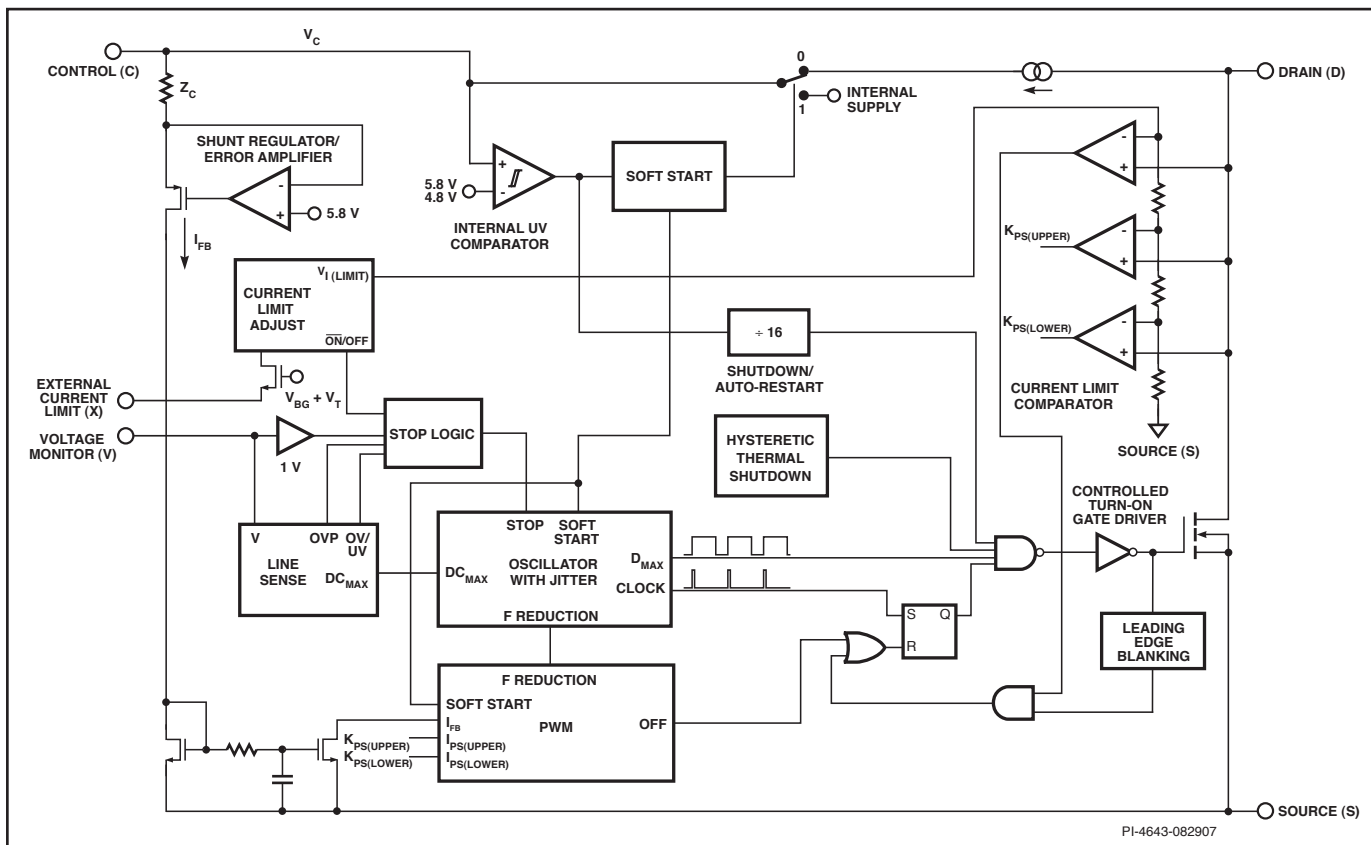 V_C
0
CONTROL (C)
DRAIN (D)
Z_C
1
INTERNAL
SUPPLY
SHUNT REGULATOR/
ERROR AMPLIFIER
-
+
5.8 V
I_FB
+
-
5.8 V
4.8 V
INTERNAL UV
COMPARATOR
SOFT START
-
+
K_PS(UPPER)
-
+
K_PS(LOWER)
-
+
CURRENT LIMIT
COMPARATOR
SOURCE (S)
V_I (LIMIT)
CURRENT
LIMIT
ADJUST
O̅N̅/OFF
÷ 16
SHUTDOWN/
AUTO-RESTART
EXTERNAL
CURRENT
LIMIT (X)
V_BG + V_T
VOLTAGE
MONITOR (V)
1 V
STOP LOGIC
HYSTERETIC
THERMAL
SHUTDOWN
CONTROLLED
TURN-ON
GATE DRIVER
V
OVP
OV/
UV
LINE
SENSE
DC_MAX
STOP
SOFT
START
DC_MAX
OSCILLATOR
WITH JITTER
D_MAX
CLOCK
F REDUCTION
S
Q
R
LEADING
EDGE
BLANKING
F REDUCTION
SOFT START
I_FB
PWM
OFF
K_PS(UPPER)
I_PS(UPPER)
K_PS(LOWER)
I_PS(LOWER)
SOURCE (S)
PI-4643-082907